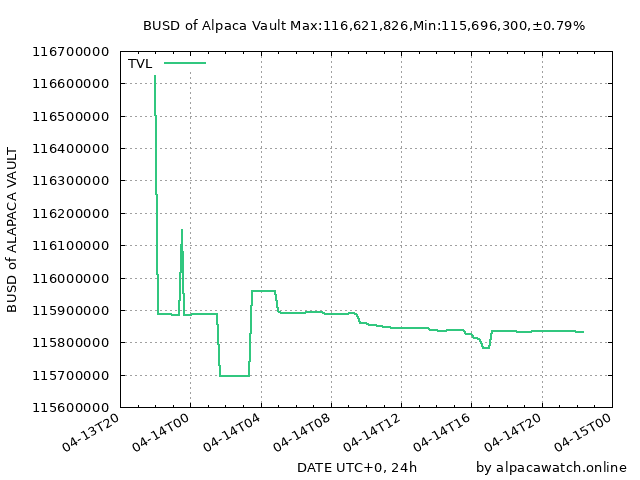 BUSD of Alpaca Vault Max:116,621,826,Min:115,696,300,±0.79%
TVL
116700000
116600000
116500000
116400000
116300000
116200000
116100000
116000000
115900000
115800000
115700000
115600000
BUSD of ALAPACA VAULT
04-13T20
04-14T00
04-14T04
04-14T08
04-14T12
04-14T16
04-14T20
04-15T00
DATE UTC+0, 24h
by alpacawatch.online